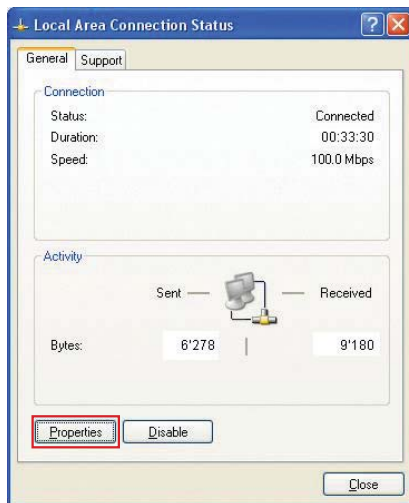 Local Area Connection Status
General Support
Connection
Status: Connected
Duration: 00:33:30
Speed: 100.0 Mbps
Activity
Sent Received
Bytes: 6'278 9'180
Properties Disable
Close